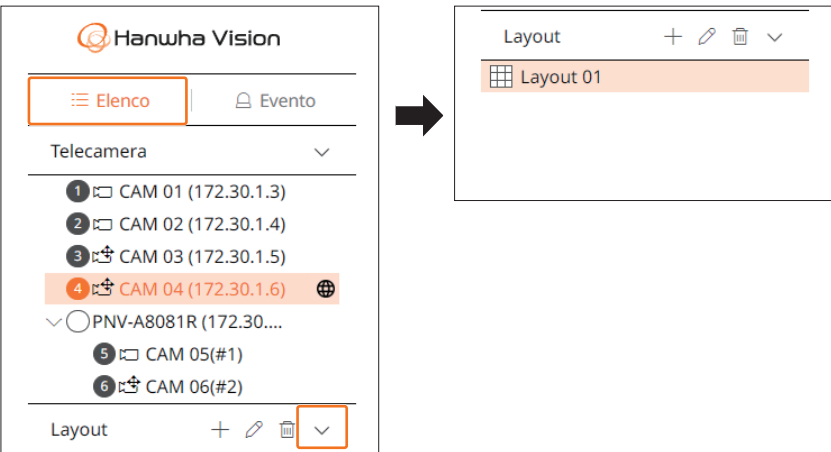 Hanwha Vision
Elenco
Evento
Telecamera
1 CAM 01 (172.30.1.3)
2 CAM 02 (172.30.1.4)
3 CAM 03 (172.30.1.5)
4 CAM 04 (172.30.1.6)
PNV-A8081R (172.30....
5 CAM 05(#1)
6 CAM 06(#2)
Layout
Layout
Layout 01